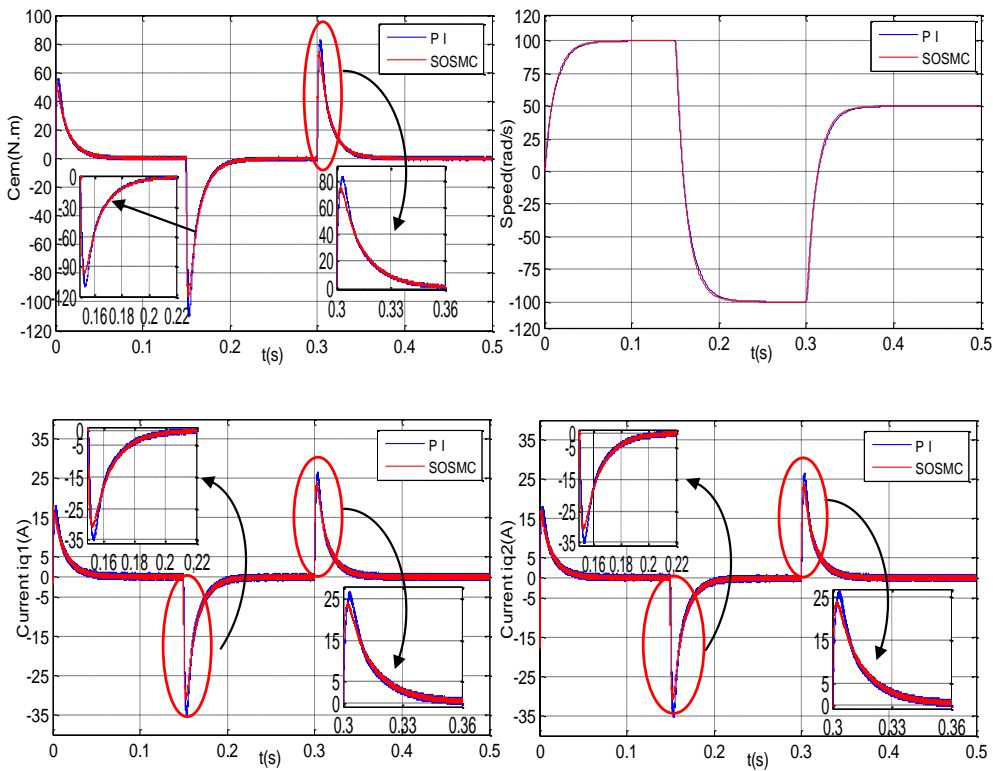 100
80
60
40
20
0
-20
-40
-60
-80
-100
-120
Cem(N.m)
0 0.1 0.2 0.3 0.4 0.5
t(s)
P I
SOSMC
0
-30
-60
-90
-120
0.16 0.18 0.2 0.22
80
60
40
20
0
0.3 0.33 0.36
120
100
75
50
25
0
-25
-50
-75
-100
-120
Speed(rad/s)
0 0.1 0.2 0.3 0.4 0.5
t(s)
P I
SOSMC
35
25
15
5
0
-5
-15
-25
-35
Current iq1(A)
0 0.1 0.2 0.3 0.4 0.5
t(s)
P I
SOSMC
0
-5
-15
-25
-35
0.16 0.18 0.2 0,22
25
15
5
0
0.3 0.33 0.36
35
25
15
5
0
-5
-15
-25
-35
Current iq2(A)
0 0.1 0.2 0.3 0.4 0.5
t(s)
P I
SOSMC
0
-5
-15
-25
-35
0.16 0.18 0.2 0.22
25
15
5
0
0.3 0.33 0.36